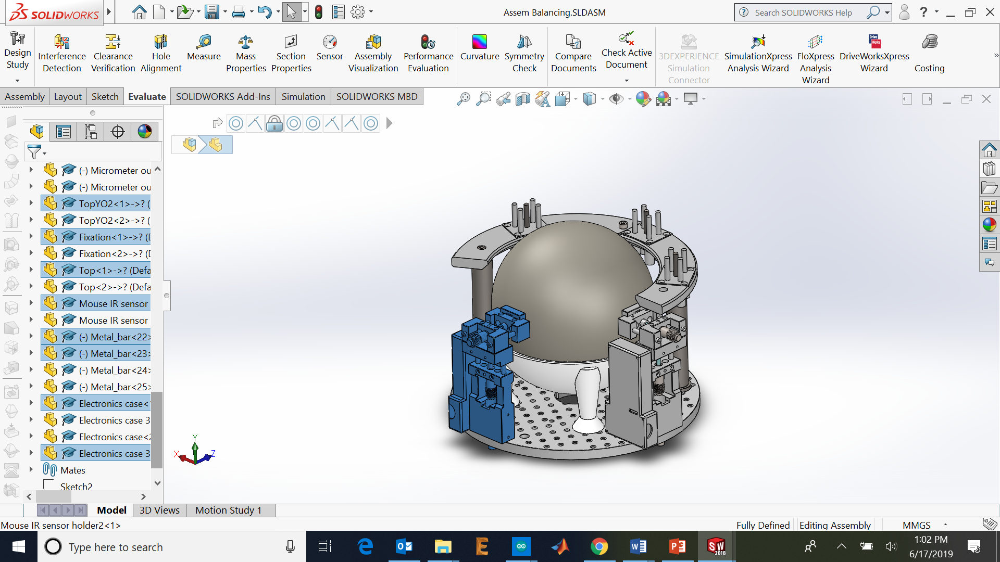 SOLIDWORKS
Assem Balancing.SLDASM
Search SOLIDWORKS Help
Design Study
Interference Detection
Clearance Verification
Hole Alignment
Measure
Mass Properties
Section Properties
Sensor
Assembly Visualization
Performance Evaluation
Curvature
Symmetry Check
Compare Documents
Check Active Document
3DEXPERIENCE Simulation Connector
SimulationXpress Analysis Wizard
FloXpress Analysis Wizard
DriveWorksXpress Wizard
Costing
Assembly
Layout
Sketch
Evaluate
SOLIDWORKS Add-Ins
Simulation
SOLIDWORKS MBD
(-) Micrometer ou
(-) Micrometer ou
TopYO2<1>->? (
TopYO2<2>->? (
Fixation<1>->? (D
Fixation<2>->? (D
Top<1>->? (Defa
Top<2>->? (Defa
Mouse IR sensor
Mouse IR sensor
(-) Metal_bar<22>
(-) Metal_bar<23>
(-) Metal_bar<24>
(-) Metal_bar<25>
Electronics case<
Electronics case 3
Electronics case<2
Electronics case 3
Mates
Sketch2
Y
X
Z
Model
3D Views
Motion Study 1
Mouse IR sensor holder2<1>
Fully Defined
Editing Assembly
MMGS
Type here to search
SW
2018
1:02 PM
6/17/2019